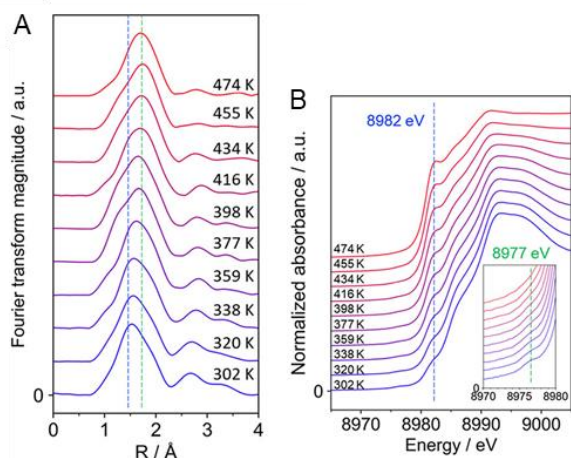 A
Fourier transform magnitude / a.u.
474 K
455 K
434 K
416 K
398 K
377 K
359 K
338 K
320 K
302 K
0
0 1 2 3 4
R / Å
B
8982 eV
Normalized absorbance / a.u.
474 K
455 K
434 K
416 K
398 K
377 K
359 K
338 K
320 K
302 K
0
8977 eV
8970 8975 8980
8970 8980 8990 9000
Energy / eV